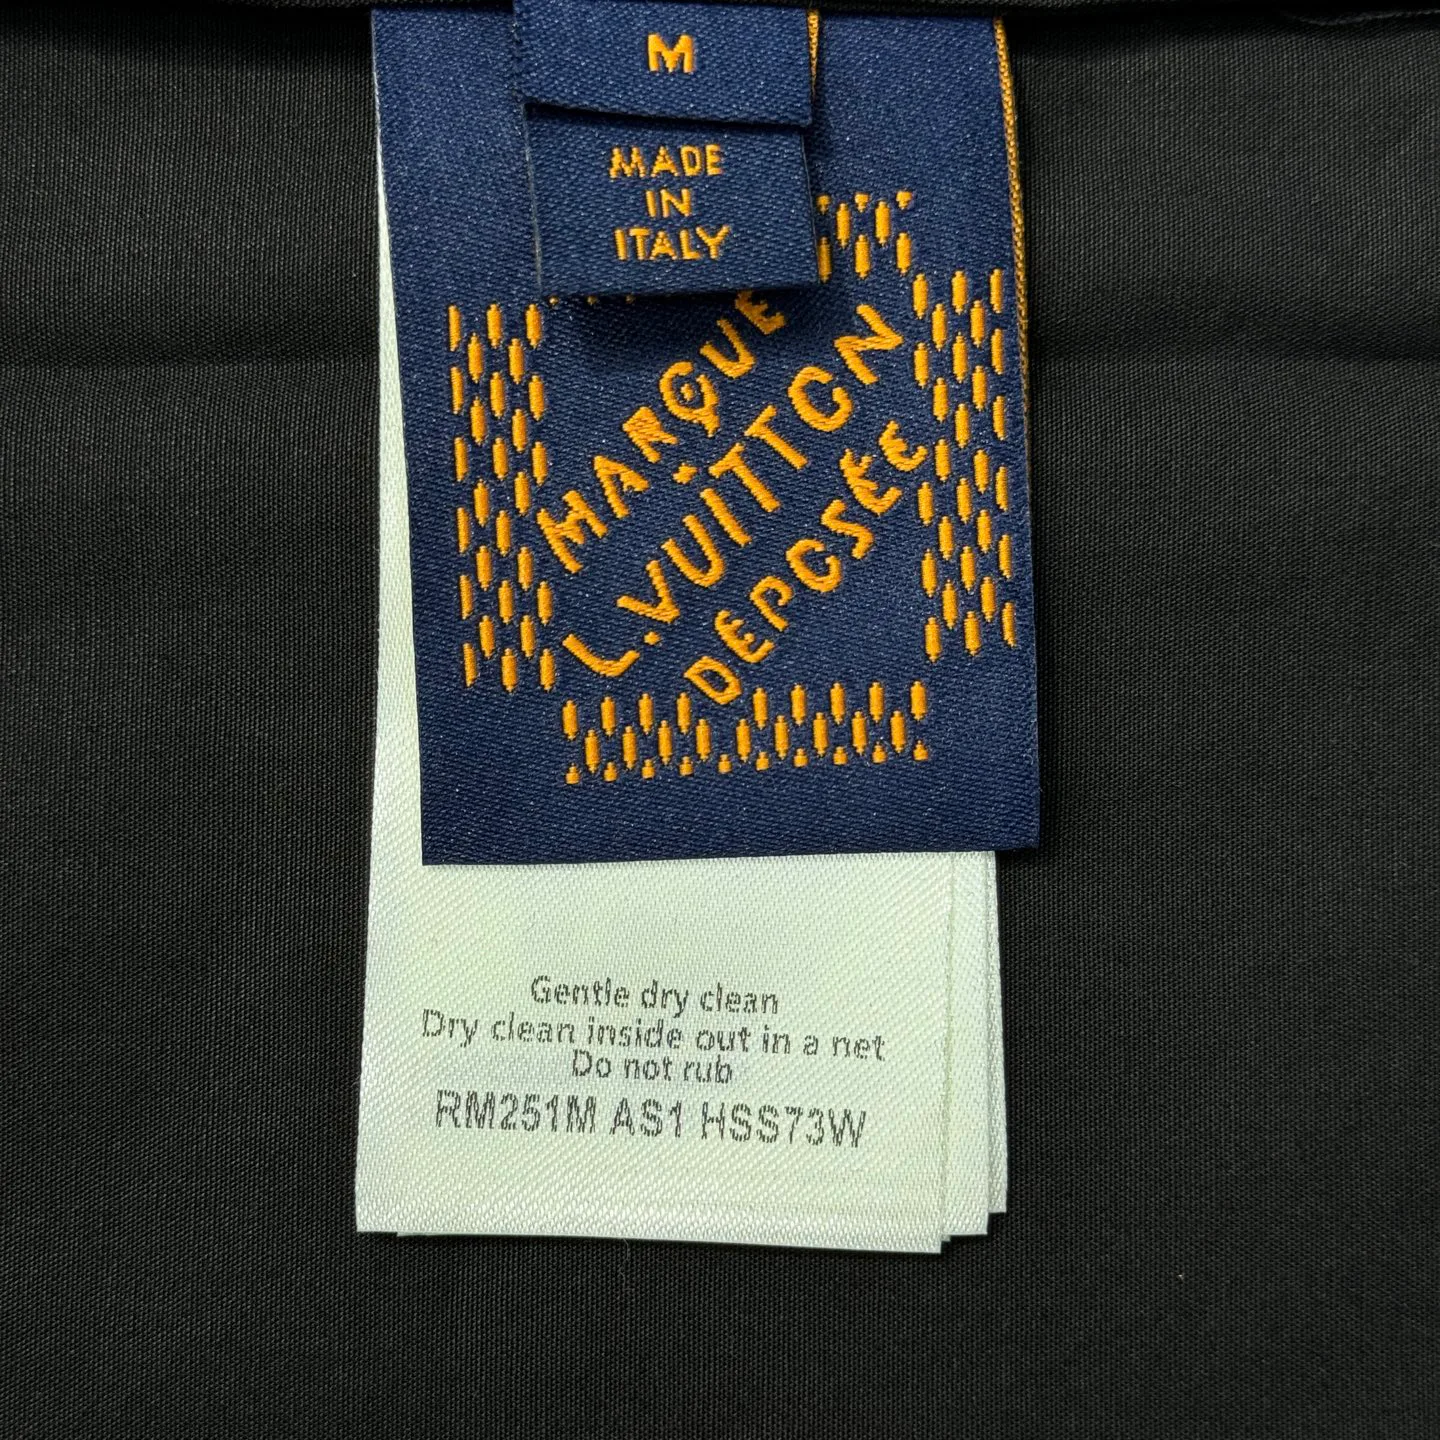 M
MADE
IN
ITALY
MARQUE
L.VUITTON
DÉPOSÉE
Gentle dry clean
Dry clean inside out in a net
Do not rub
RM251M AS1 HSS73W